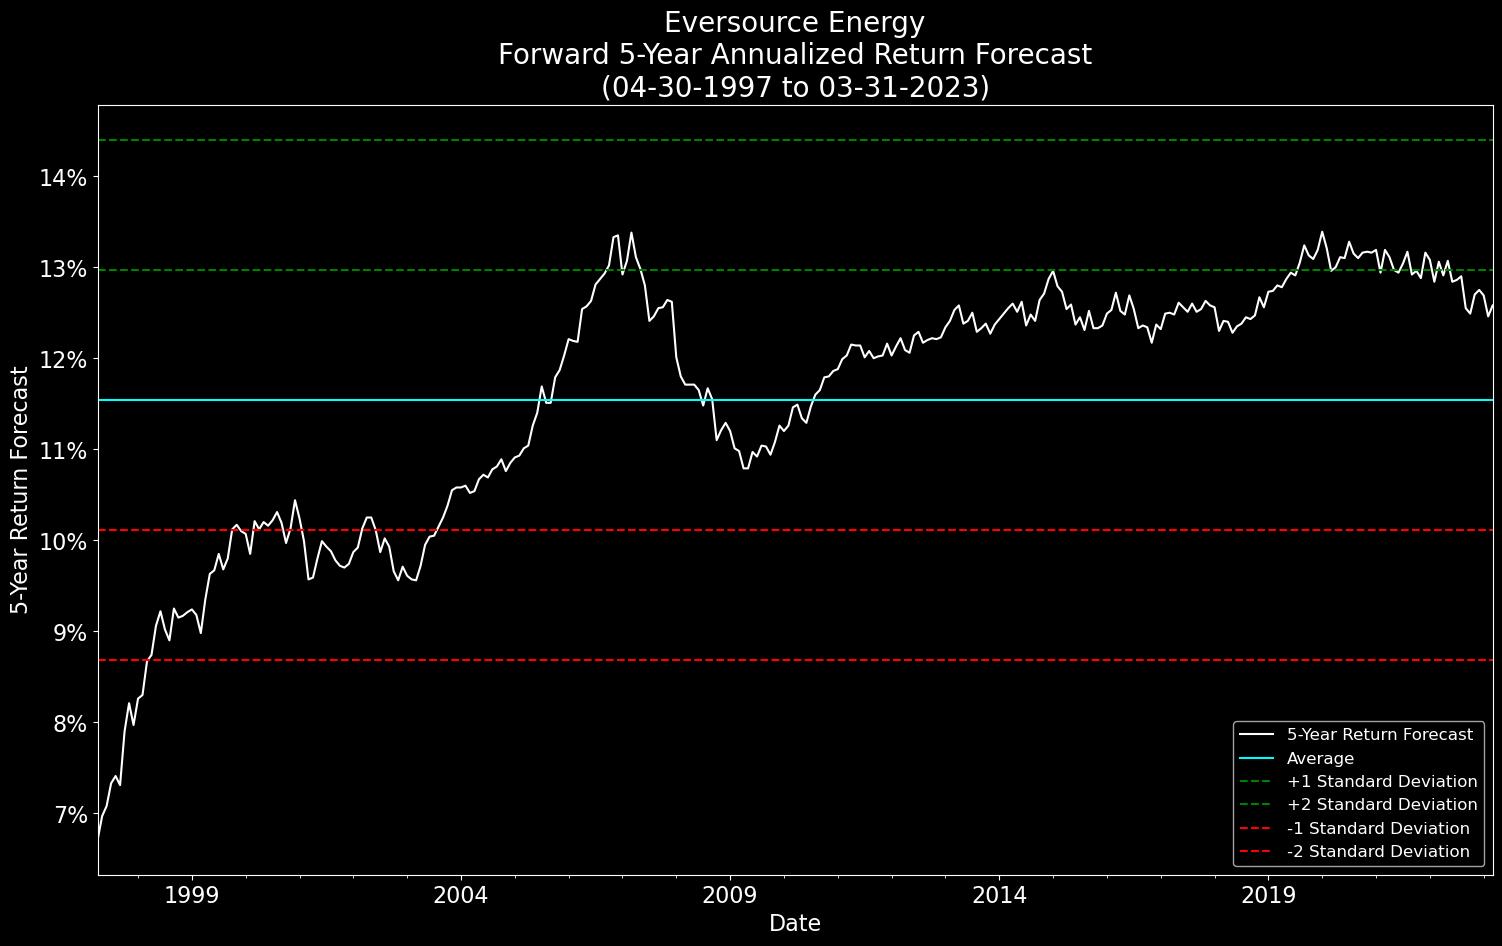 Eversource Energy
Forward 5-Year Annualized Return Forecast
(04-30-1997 to 03-31-2023)
5-Year Return Forecast
14%
13%
12%
11%
10%
9%
8%
7%
1999
2004
2009
2014
2019
Date
5-Year Return Forecast
Average
+1 Standard Deviation
+2 Standard Deviation
-1 Standard Deviation
-2 Standard Deviation